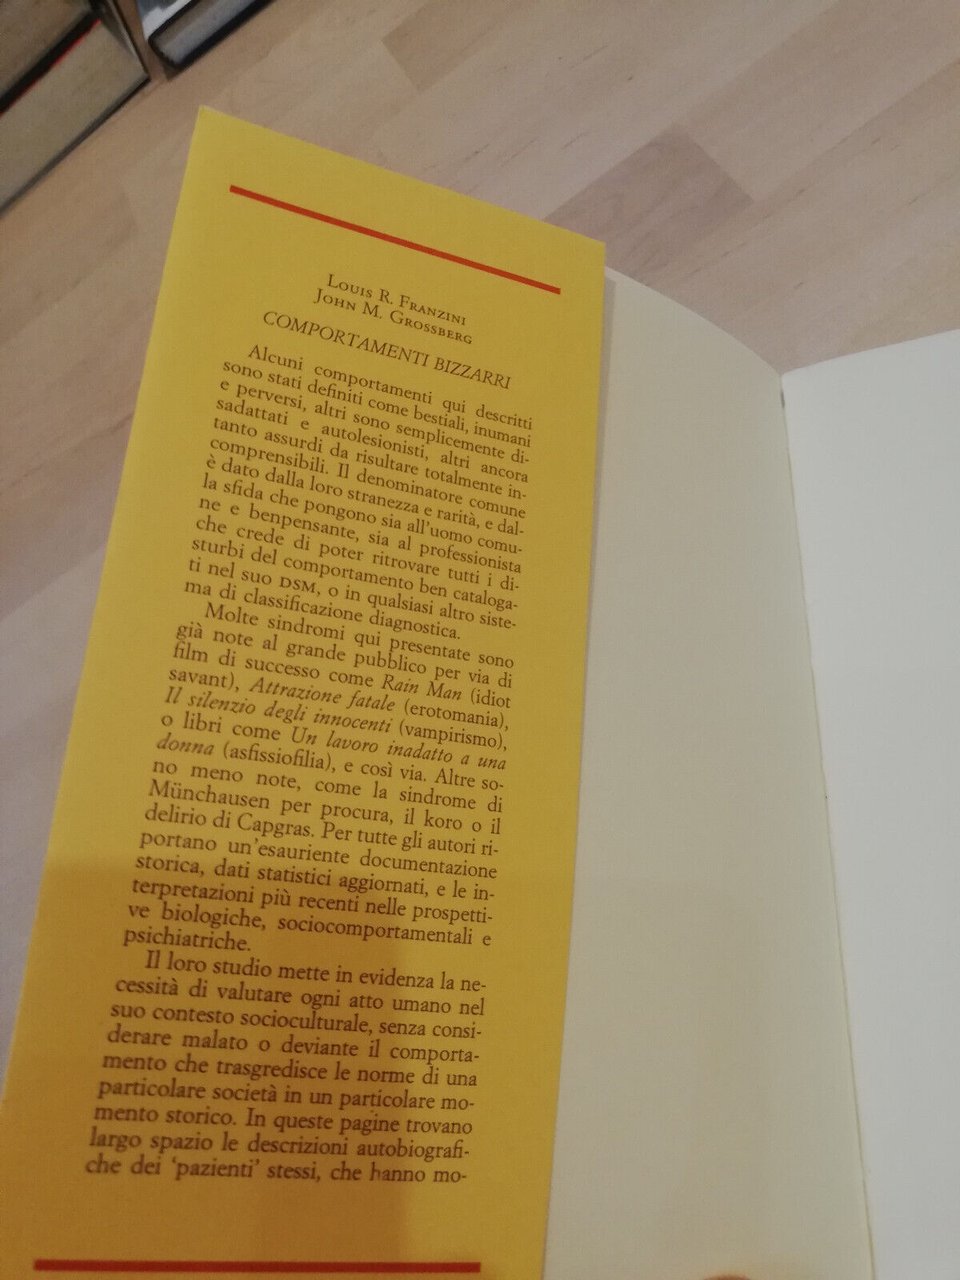 Louis R. Franzini
John M. Grossberg
COMPORTAMENTI BIZZARRI
Alcuni comportamenti qui descritti
sono stati definiti come bestiali, inumani
e perversi, altri sono semplicemente di-
sadattati e autolesionisti, altri ancora
tanto assurdi da risultare totalmente in-
comprensibili. Il denominatore comune
è dato dalla loro stranezza e rarità, e dal-
la sfida che pongono sia all'uomo comu-
ne e benpensante, sia al professionista
che crede di poter ritrovare tutti i di-
sturbi del comportamento ben cataloga-
ti nel suo DSM, o in qualsiasi altro siste-
ma di classificazione diagnostica.
Molte sindromi qui presentate sono
già note al grande pubblico per via di
film di successo come Rain Man (idiot
savant), Attrazione fatale (erotomania),
Il silenzio degli innocenti (vampirismo),
o libri come Un lavoro inadatto a una
donna (asfissiofilia), e così via. Altre so-
no meno note, come la sindrome di
Münchausen per procura, il koro o il
delirio di Capgras. Per tutte gli autori ri-
portano un'esauriente documentazione
storica, dati statistici aggiornati, e le in-
terpretazioni più recenti nelle prospetti-
ve biologiche, sociocomportamentali e
psichiatriche.
Il loro studio mette in evidenza la ne-
cessità di valutare ogni atto umano nel
suo contesto socioculturale, senza consi-
derare malato o deviante il comporta-
mento che trasgredisce le norme di una
particolare società in un particolare mo-
mento storico. In queste pagine trovano
largo spazio le descrizioni autobiografi-
che dei 'pazienti' stessi, che hanno mo-